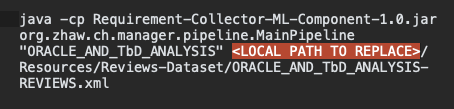 java -cp Requirement-Collector-ML-Component-1.0.jar
org.zhaw.ch.manager.pipeline.MainPipeline
"ORACLE_AND_TbD_ANALYSIS" <LOCAL PATH TO REPLACE>/
Resources/Reviews-Dataset/ORACLE_AND_TbD_ANALYSIS-
REVIEWS.xml